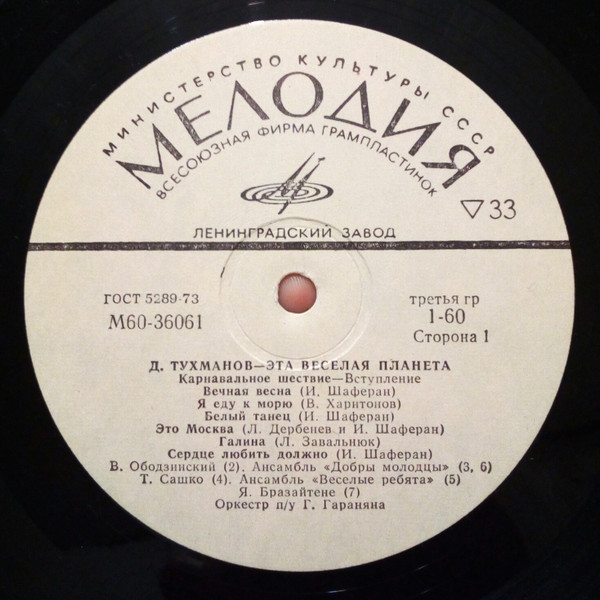 МИНИСТЕРСТВО КУЛЬТУРЫ СССР
МЕЛОДИЯ
ВСЕСОЮЗНАЯ ФИРМА ГРАМПЛАСТИНОК
▽33
ЛЕНИНГРАДСКИЙ ЗАВОД
ГОСТ 5289-73
М60-36061
третья гр
1-60
Сторона 1
Д. ТУХМАНОВ—ЭТА ВЕСЕЛАЯ ПЛАНЕТА
Карнавальное шествие—Вступление
Вечная весна (И. Шаферан)
Я еду к морю (В. Харитонов)
Белый танец (И. Шаферан)
Это Москва (Л. Дербенев и И. Шаферан)
Галина (Л. Завальнюк)
Сердце любить должно (И. Шаферан)
В. Ободзинский (2). Ансамбль «Добры молодцы» (3, 6)
Т. Сашко (4). Ансамбль «Веселые ребята» (5)
Я. Бразайтене (7)
Оркестр п/у Г. Гараняна